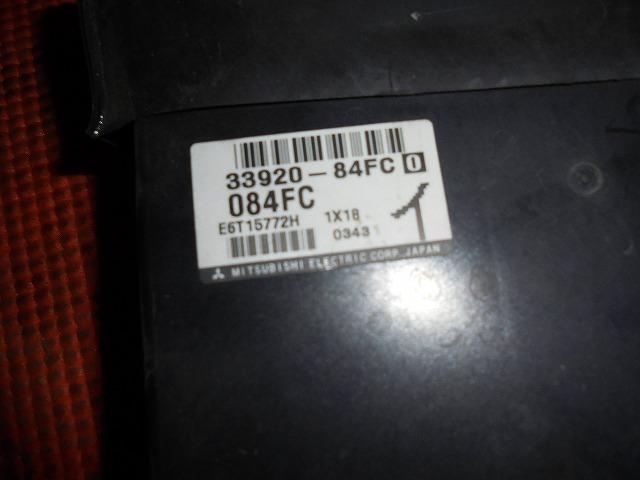 33920-84FC 0
084FC
E6T15772H 1X18
0343
MITSUBISHI ELECTRIC CORP. JAPAN